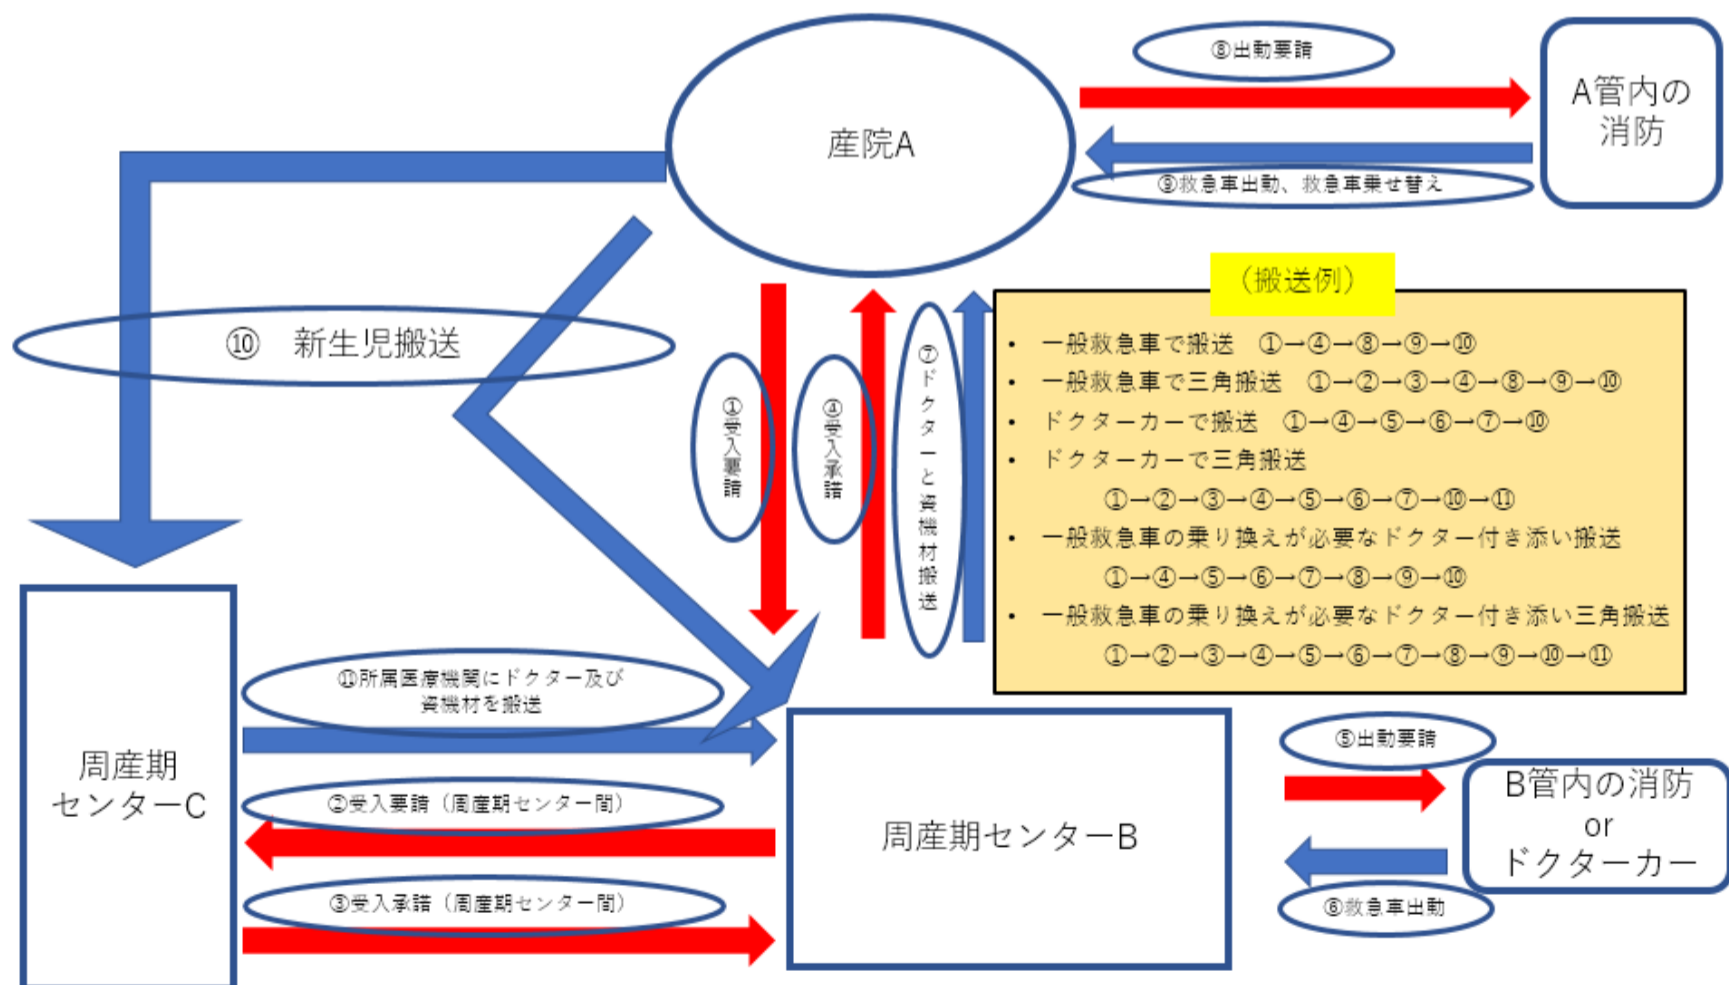 ⑧出動要請
A管内の
消防
産院A
⑨救急車出動、救急車乗せ替え
(搬送例)
・ 一般救急車で搬送 ①→④→⑧→⑨→⑩
・ 一般救急車で三角搬送 ①→②→③→④→⑧→⑨→⑩
・ ドクターカーで搬送 ①→④→⑤→⑥→⑦→⑩
・ ドクターカーで三角搬送
①→②→③→④→⑤→⑥→⑦→⑩→⑪
・ 一般救急車の乗り換えが必要なドクター付き添い搬送
①→④→⑤→⑥→⑦→⑧→⑨→⑩
・ 一般救急車の乗り換えが必要なドクター付き添い三角搬送
①→②→③→④→⑤→⑥→⑦→⑧→⑨→⑩→⑪
⑩ 新生児搬送
①受入要請
④受入承諾
⑦ドクターと資機材搬送
⑪所属医療機関にドクター及び
資機材を搬送
周産期
センターC
②受入要請(周産期センター間)
③受入承諾(周産期センター間)
周産期センターB
⑤出動要請
B管内の消防
or
ドクターカー
⑥救急車出動